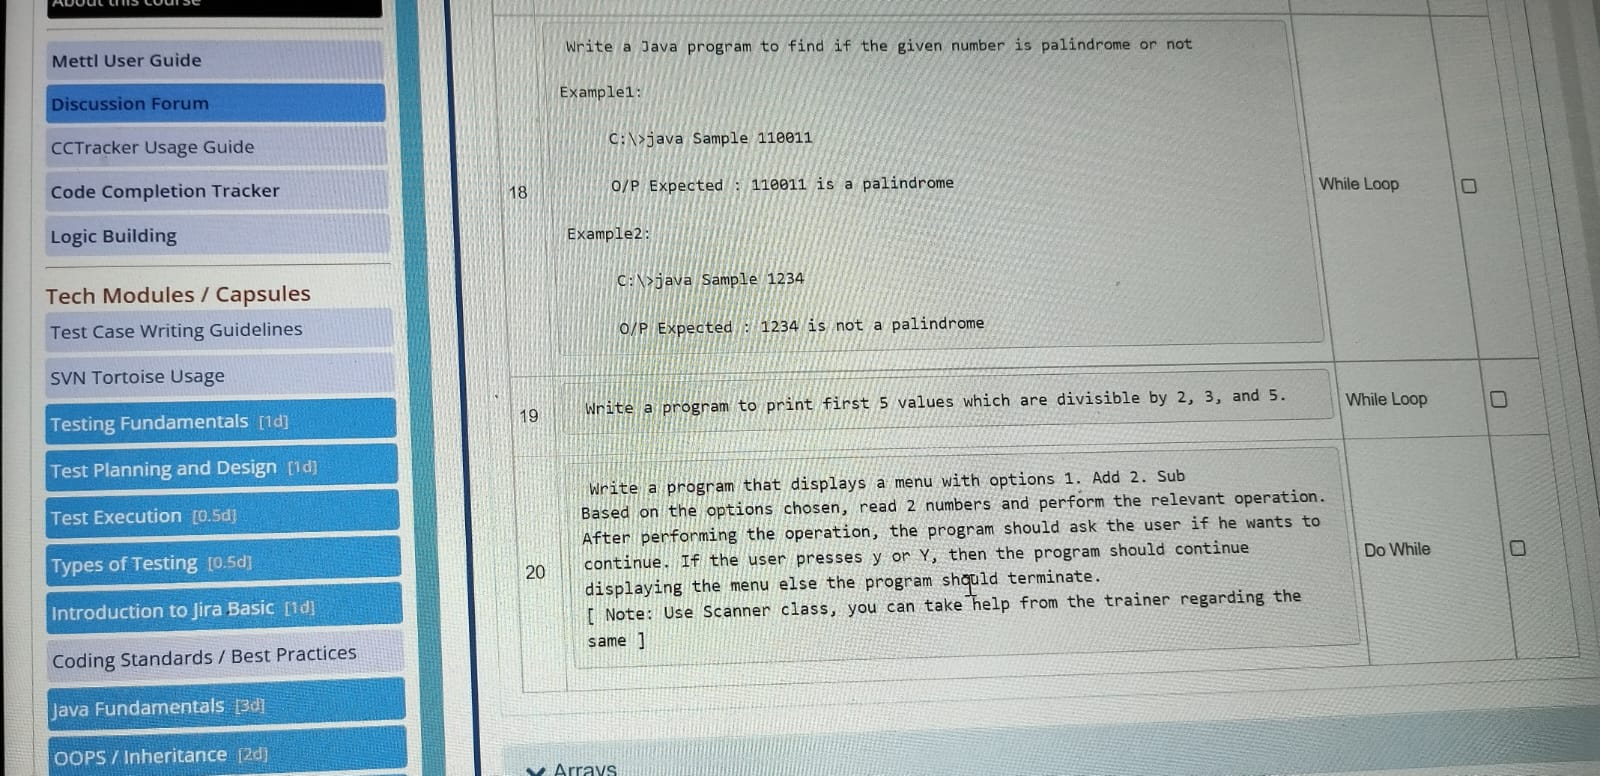 About this course
Mettl User Guide
Discussion Forum
CCTracker Usage Guide
Code Completion Tracker
Logic Building
Tech Modules / Capsules
Test Case Writing Guidelines
SVN Tortoise Usage
Testing Fundamentals [1d]
Test Planning and Design [1d]
Test Execution [0.5d]
Types of Testing [0.5d]
Introduction to Jira Basic [1d]
Coding Standards / Best Practices
Java Fundamentals [3d]
OOPS / Inheritance [2d]
18
Write a Java program to find if the given number is palindrome or not
Example1:
C:\>java Sample 110011
O/P Expected : 110011 is a palindrome
Example2:
C:\>java Sample 1234
O/P Expected : 1234 is not a palindrome
While Loop
19
Write a program to print first 5 values which are divisible by 2, 3, and 5.
While Loop
20
Write a program that displays a menu with options 1. Add 2. Sub
Based on the options chosen, read 2 numbers and perform the relevant operation.
After performing the operation, the program should ask the user if he wants to
continue. If the user presses y or Y, then the program should continue
displaying the menu else the program should terminate.
[ Note: Use Scanner class, you can take help from the trainer regarding the
same ]
Do While
Arrays